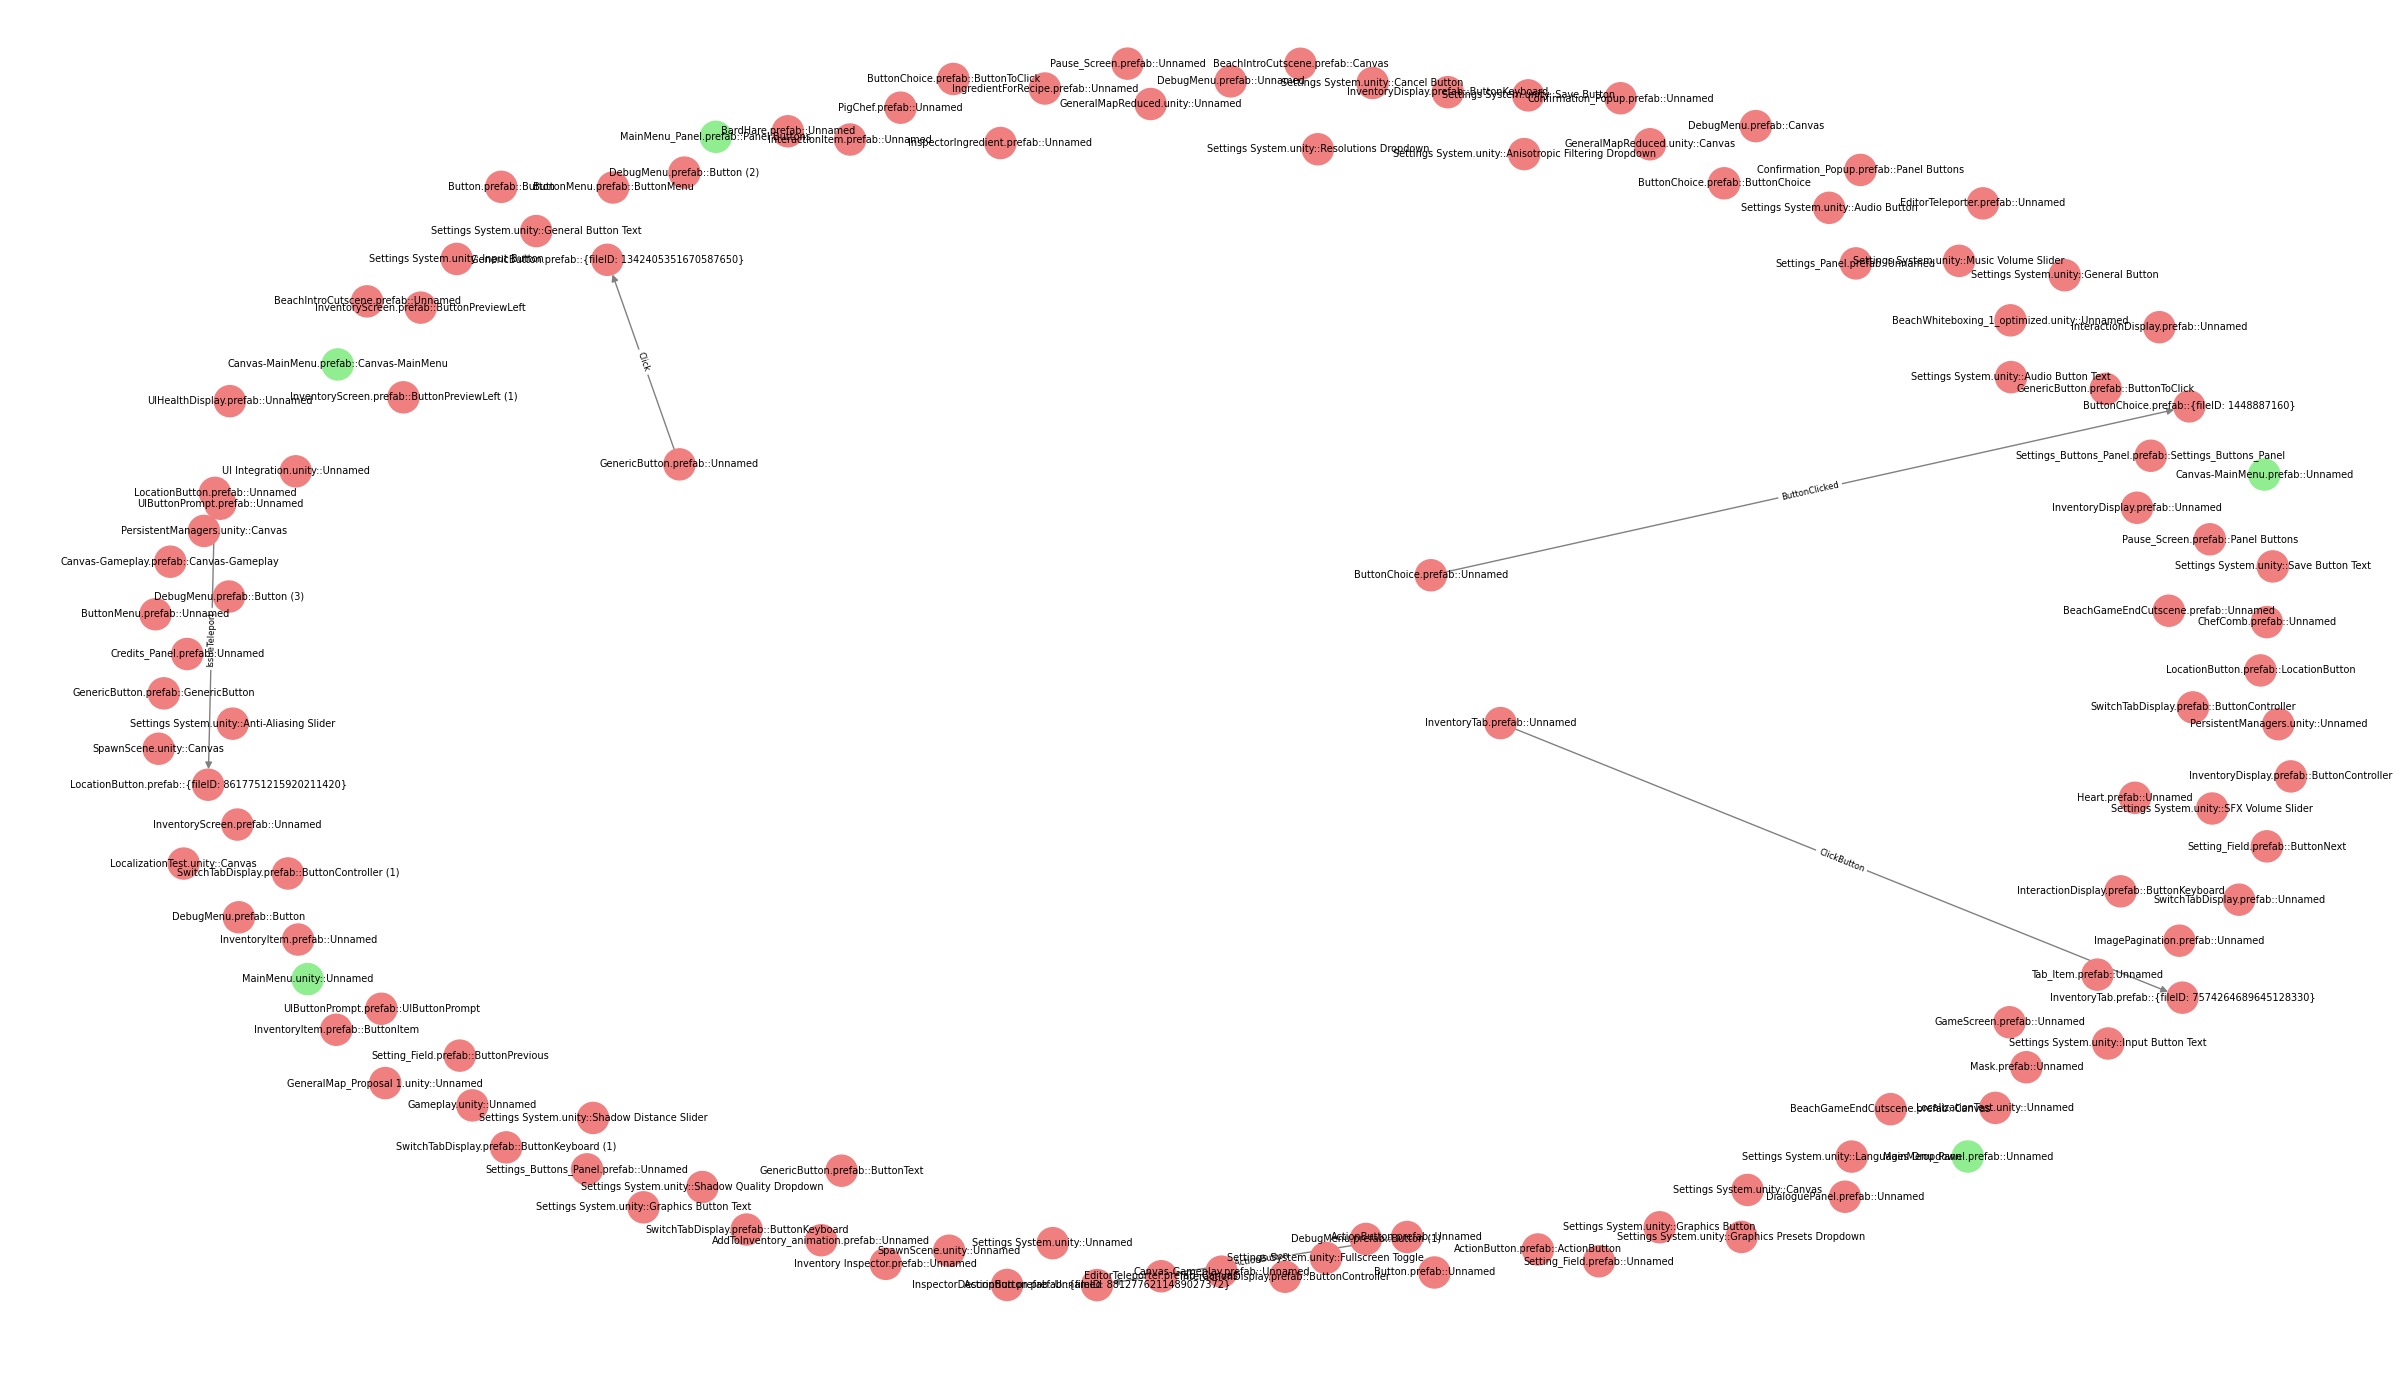 Pause_Screen.prefab::Unnamed
BeachIntroCutscene.prefab::Canvas
ButtonChoice.prefab::ButtonToClick
DebugMenu.prefab::Unnamed
Settings System.unity::Cancel Button
IngredientForRecipe.prefab::Unnamed
InventoryDisplay.prefab::ButtonKeyboard
Settings System.unity::Save Button
Confirmation_Popup.prefab::Unnamed
PigChef.prefab::Unnamed
GeneralMapReduced.unity::Unnamed
DebugMenu.prefab::Canvas
BardHare.prefab::Unnamed
MainMenu_Panel.prefab::Panel Buttons
InteractionItem.prefab::Unnamed
InspectorIngredient.prefab::Unnamed
GeneralMapReduced.unity::Canvas
Settings System.unity::Resolutions Dropdown
Settings System.unity::Anisotropic Filtering Dropdown
DebugMenu.prefab::Button (2)
Confirmation_Popup.prefab::Panel Buttons
ButtonChoice.prefab::ButtonChoice
Button.prefab::Button
ButtonMenu.prefab::ButtonMenu
EditorTeleporter.prefab::Unnamed
Settings System.unity::Audio Button
Settings System.unity::General Button Text
Settings System.unity::Input Button
GenericButton.prefab::{fileID: 1342405351670587650}
Settings_Panel.prefab::Unnamed
Settings System.unity::Music Volume Slider
Settings System.unity::General Button
BeachIntroCutscene.prefab::Unnamed
InventoryScreen.prefab::ButtonPreviewLeft
BeachWhiteboxing_1_optimized.unity::Unnamed
InteractionDisplay.prefab::Unnamed
Click
Canvas-MainMenu.prefab::Canvas-MainMenu
Settings System.unity::Audio Button Text
GenericButton.prefab::ButtonToClick
UIHealthDisplay.prefab::Unnamed
InventoryScreen.prefab::ButtonPreviewLeft (1)
ButtonChoice.prefab::{fileID: 1448887160}
Settings_Buttons_Panel.prefab::Settings_Buttons_Panel
GenericButton.prefab::Unnamed
UI Integration.unity::Unnamed
Canvas-MainMenu.prefab::Unnamed
ButtonClicked
LocationButton.prefab::Unnamed
UIButtonPrompt.prefab::Unnamed
InventoryDisplay.prefab::Unnamed
PersistentManagers.unity::Canvas
Pause_Screen.prefab::Panel Buttons
Canvas-Gameplay.prefab::Canvas-Gameplay
Settings System.unity::Save Button Text
ButtonChoice.prefab::Unnamed
DebugMenu.prefab::Button (3)
ButtonMenu.prefab::Unnamed
BeachGameEndCutscene.prefab::Unnamed
ChefComb.prefab::Unnamed
IssueTeleport
Credits_Panel.prefab::Unnamed
LocationButton.prefab::LocationButton
GenericButton.prefab::GenericButton
SwitchTabDisplay.prefab::ButtonController
Settings System.unity::Anti-Aliasing Slider
InventoryTab.prefab::Unnamed
PersistentManagers.unity::Unnamed
SpawnScene.unity::Canvas
InventoryDisplay.prefab::ButtonController
LocationButton.prefab::{fileID: 8617751215920211420}
Heart.prefab::Unnamed
Settings System.unity::SFX Volume Slider
InventoryScreen.prefab::Unnamed
Setting_Field.prefab::ButtonNext
ClickButton
LocalizationTest.unity::Canvas
SwitchTabDisplay.prefab::ButtonController (1)
InteractionDisplay.prefab::ButtonKeyboard
SwitchTabDisplay.prefab::Unnamed
DebugMenu.prefab::Button
InventoryItem.prefab::Unnamed
ImagePagination.prefab::Unnamed
MainMenu.unity::Unnamed
Tab_Item.prefab::Unnamed
InventoryTab.prefab::{fileID: 7574264689645128330}
UIButtonPrompt.prefab::UIButtonPrompt
GameScreen.prefab::Unnamed
InventoryItem.prefab::ButtonItem
Settings System.unity::Input Button Text
Setting_Field.prefab::ButtonPrevious
Mask.prefab::Unnamed
GeneralMap_Proposal 1.unity::Unnamed
Gameplay.unity::Unnamed
BeachGameEndCutscene.prefab::Canvas
LocalizationTest.unity::Unnamed
Settings System.unity::Shadow Distance Slider
SwitchTabDisplay.prefab::ButtonKeyboard (1)
Settings System.unity::Languages Dropdown
MainMenu_Panel.prefab::Unnamed
Settings_Buttons_Panel.prefab::Unnamed
GenericButton.prefab::ButtonText
Settings System.unity::Shadow Quality Dropdown
Settings System.unity::Canvas
DialoguePanel.prefab::Unnamed
Settings System.unity::Graphics Button Text
Settings System.unity::Graphics Button
SwitchTabDisplay.prefab::ButtonKeyboard
Settings System.unity::Graphics Presets Dropdown
AddToInventory_animation.prefab::Unnamed
Settings System.unity::Unnamed
DebugMenu.prefab::Button (1)
ActionButton.prefab::Unnamed
SpawnScene.unity::Unnamed
ActionButton.prefab::ActionButton
Settings System.unity::Fullscreen Toggle
Inventory Inspector.prefab::Unnamed
Setting_Field.prefab::Unnamed
Canvas-Gameplay.prefab::Unnamed
Button.prefab::Unnamed
EditorTeleporter.prefab::Canvas
InteractionDisplay.prefab::ButtonController
ActionButton.prefab::{fileID: 8812776211489027372}